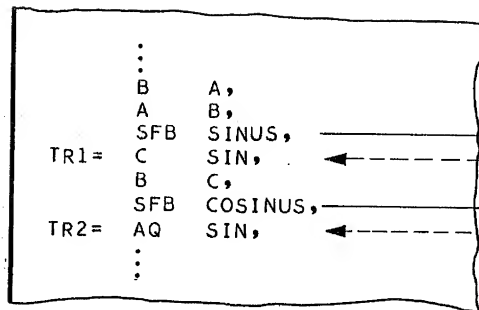 B A,
A B,
SFB SINUS,
TR1= C SIN,
B C,
SFB COSINUS,
TR2= AQ SIN,